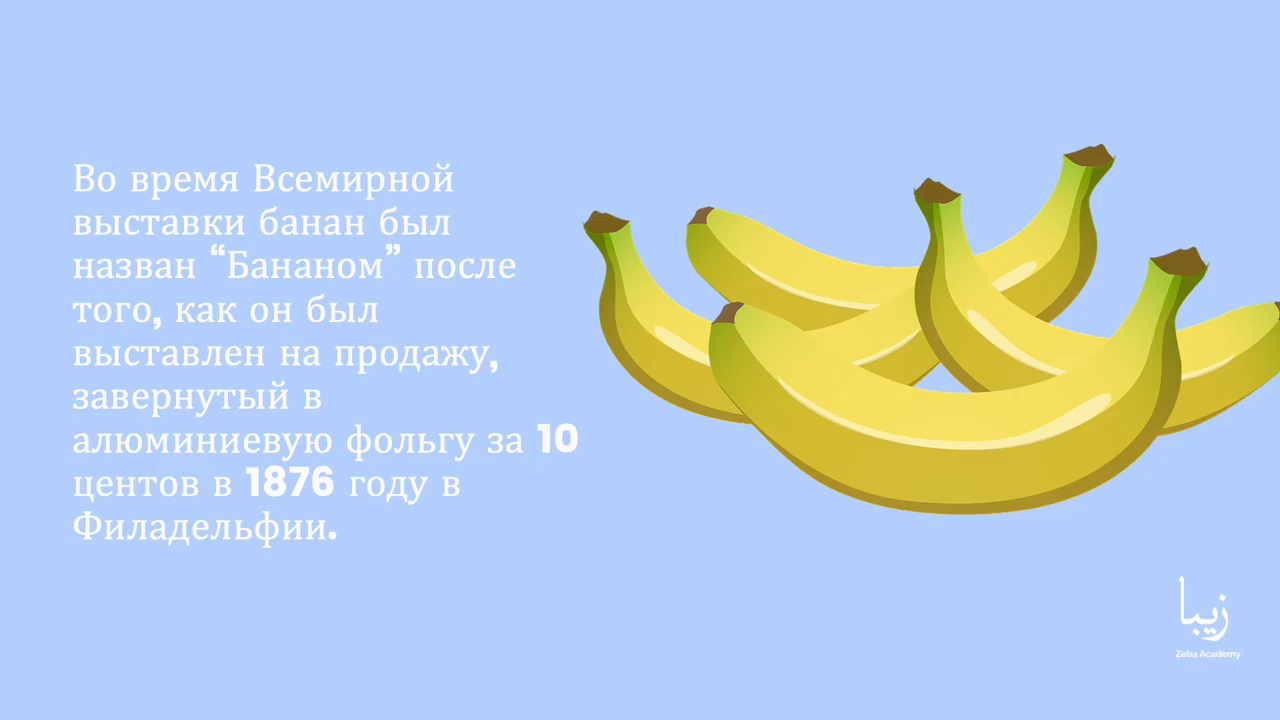 Во время Всемирной
выставки банан был
назван “Бананом” после
того, как он был
выставлен на продажу,
завернутый в
алюминиевую фольгу за 10
центов в 1876 году в
Филадельфии.
زیبا
Zeba Academy